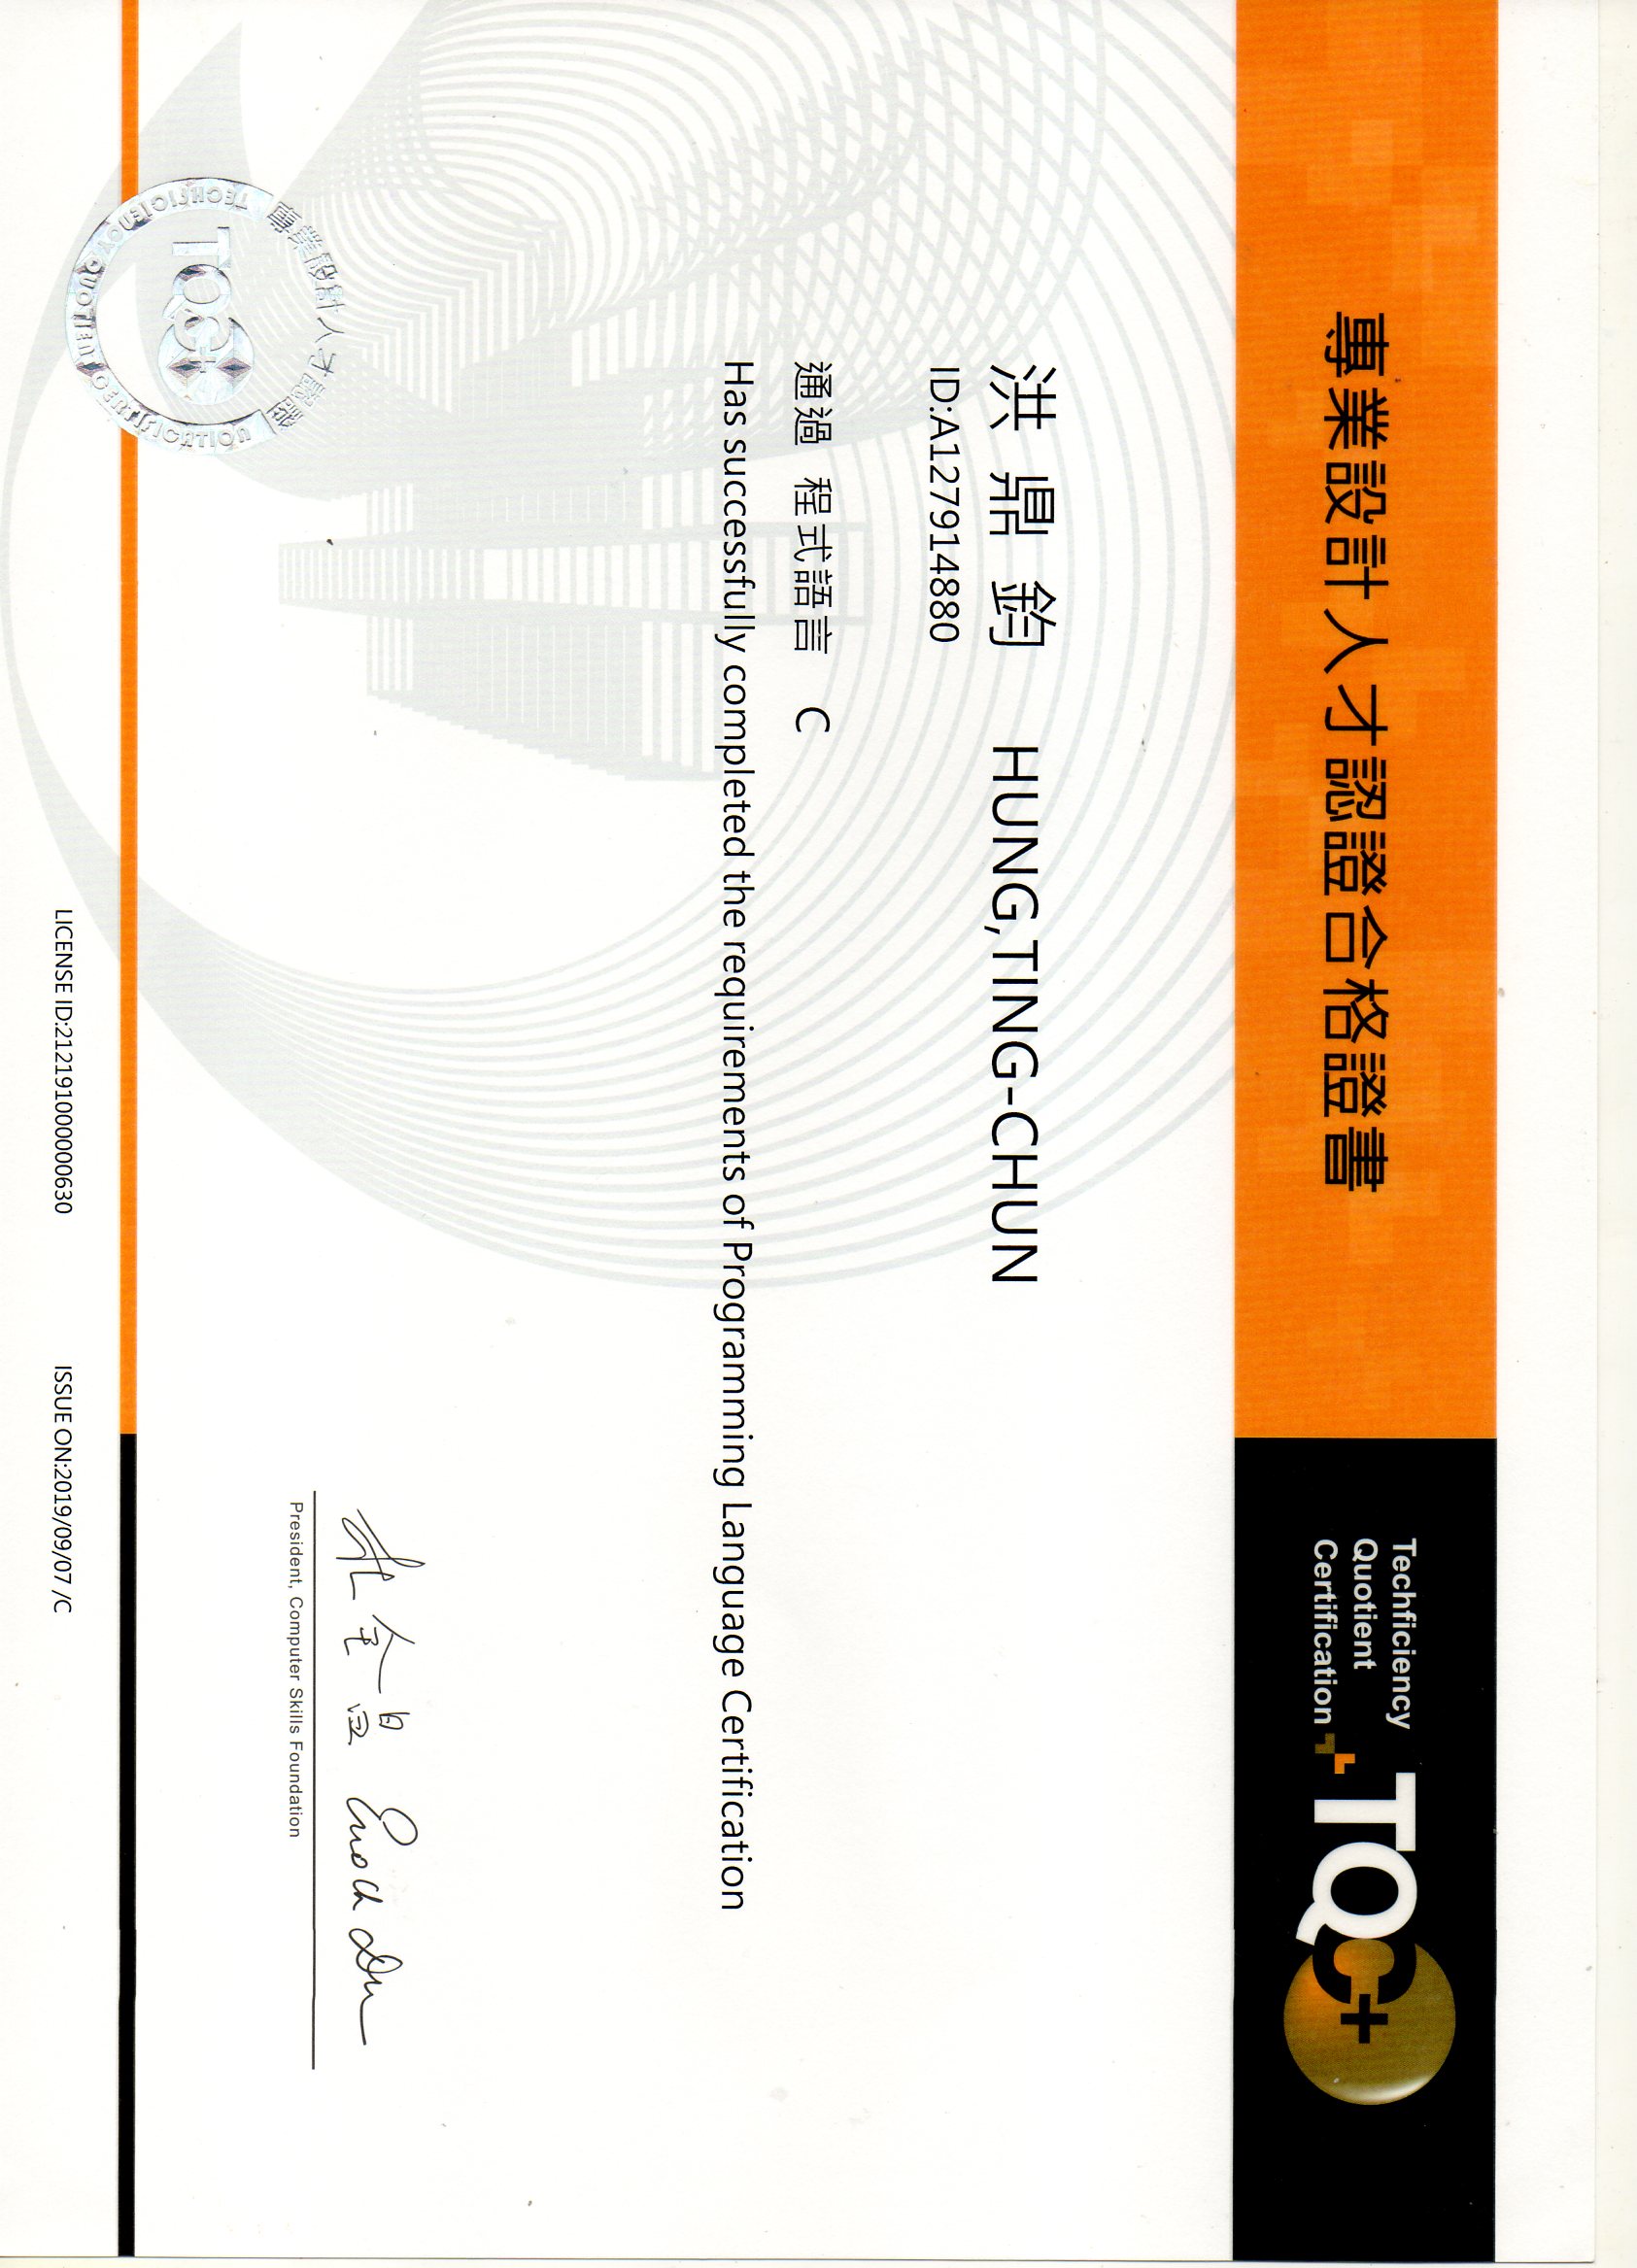 專業設計人才認證合格證書
Techficiency
Quotient
Certification
TQC+
洪鼎鈞 HUNG,TING-CHUN
ID:A127914880
通過 程式語言 C
Has successfully completed the requirements of Programming Language Certification
杜全昌 Enoch Du
President, Computer Skills Foundation
專業設計人才認證
TQC+
TECHFICIENCY QUOTIENT CERTIFICATION
LICENSE ID:212191000000630 ISSUE ON:2019/09/07 /C